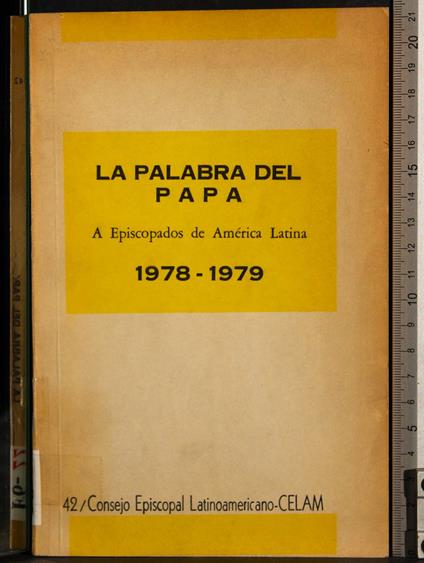 LA PALABRA DEL
PAPA
A Episcopados de América Latina
1978 - 1979
42/Consejo Episcopal Latinoamericano-CELAM